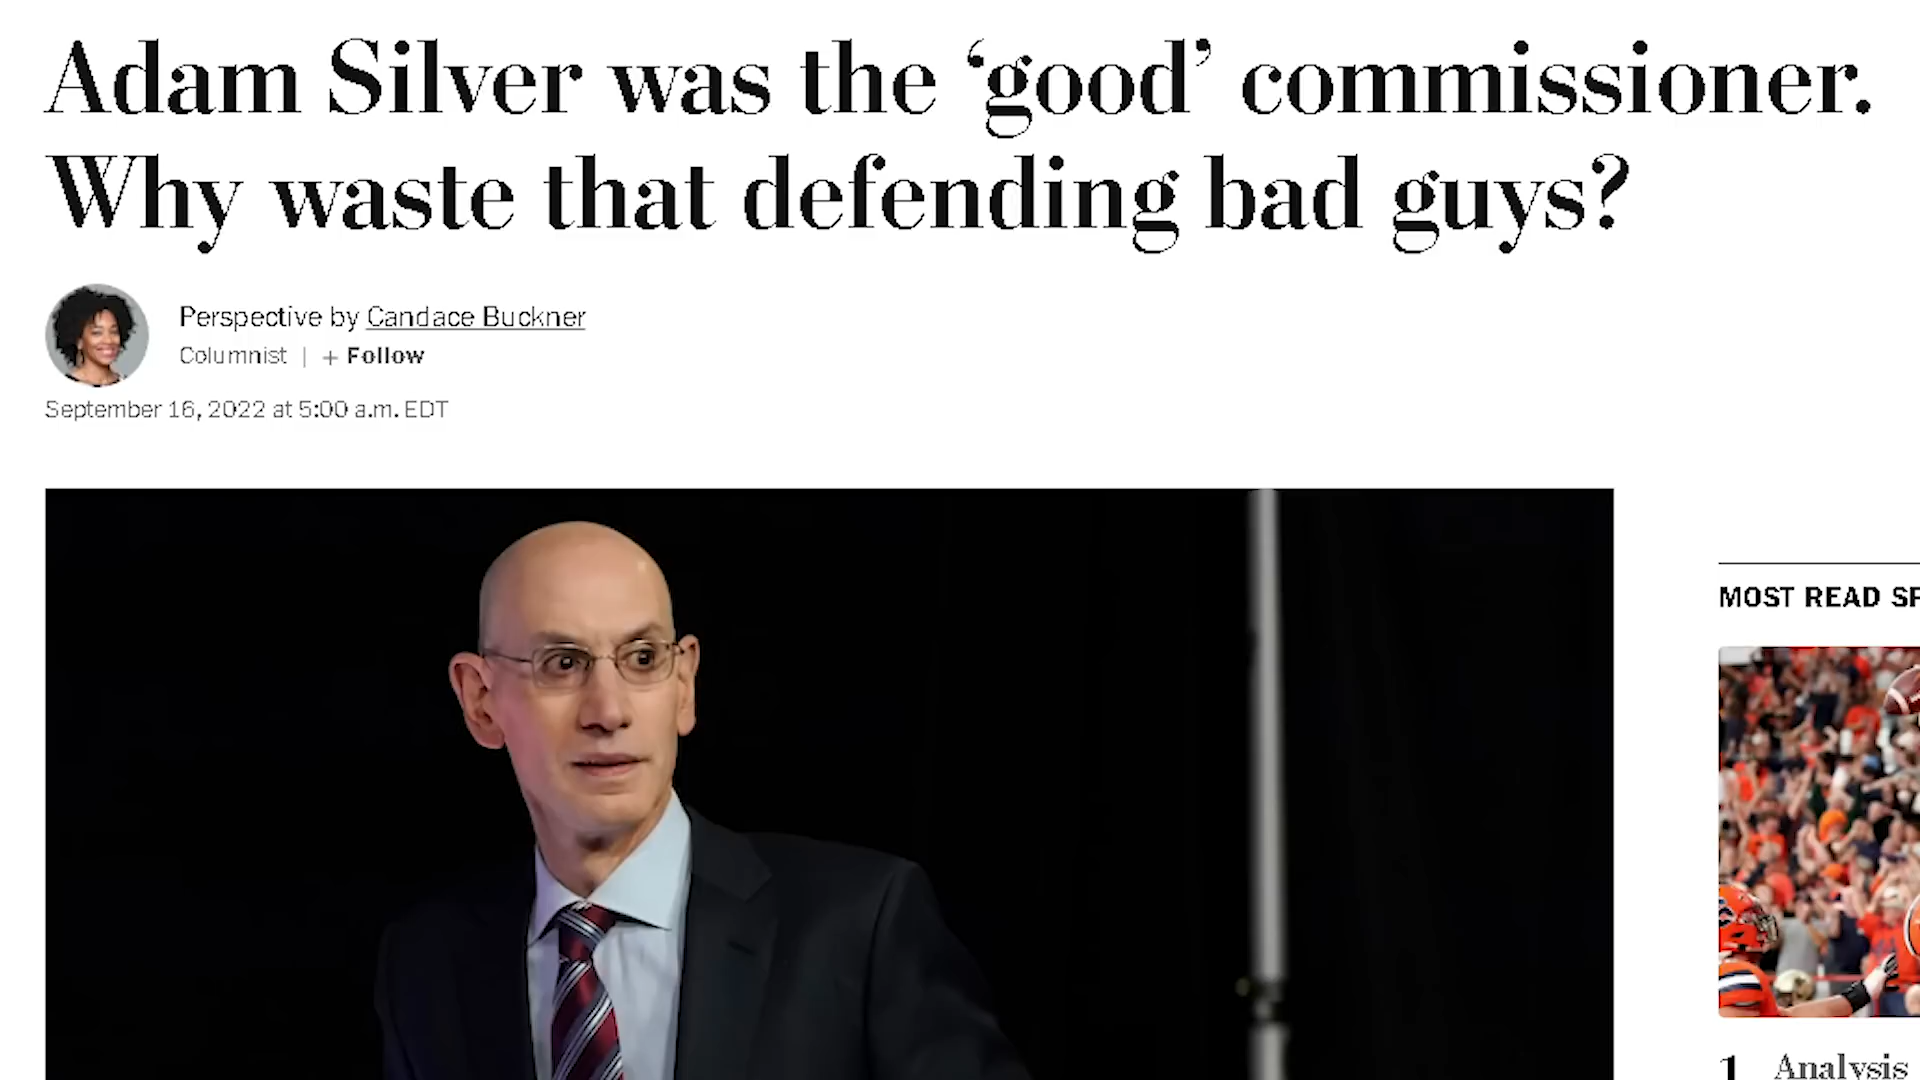 Adam Silver was the ‘good’ commissioner.
Why waste that defending bad guys?
Perspective by Candace Buckner
Columnist | + Follow
September 16, 2022 at 5:00 a.m. EDT
MOST READ SP
1 Analysis